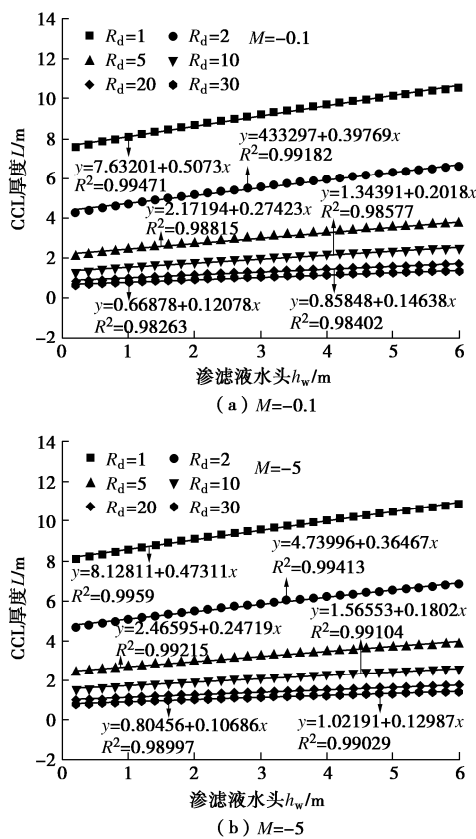 16
■ Rd=1 ● Rd=2 M=-0.1
14
▲ Rd=5 ▼ Rd=10
12
◆ Rd=20 ⬢ Rd=30
10
y=433297+0.39769x
R²=0.99182
8
y=7.63201+0.5073x
R²=0.99471
6
y=2.17194+0.27423x
R²=0.98815
y=1.34391+0.2018x
R²=0.98577
4
2
0
y=0.66878+0.12078x
R²=0.98263
y=0.85848+0.14638x
R²=0.98402
-2
CCL厚度L/m
0 1 2 3 4 5 6
渗滤液水头hw/m
(a) M=-0.1
16
■ Rd=1 ● Rd=2 M=-5
14
▲ Rd=5 ▼ Rd=10
12
◆ Rd=20 ⬢ Rd=30
10
y=4.73996+0.36467x
R²=0.99413
8
y=8.12811+0.47311x
R²=0.9959
6
y=2.46595+0.24719x
R²=0.99215
y=1.56553+0.1802x
R²=0.99104
4
2
0
y=0.80456+0.10686x
R²=0.98997
y=1.02191+0.12987x
R²=0.99029
-2
CCL厚度L/m
0 1 2 3 4 5 6
渗滤液水头hw/m
(b) M=-5